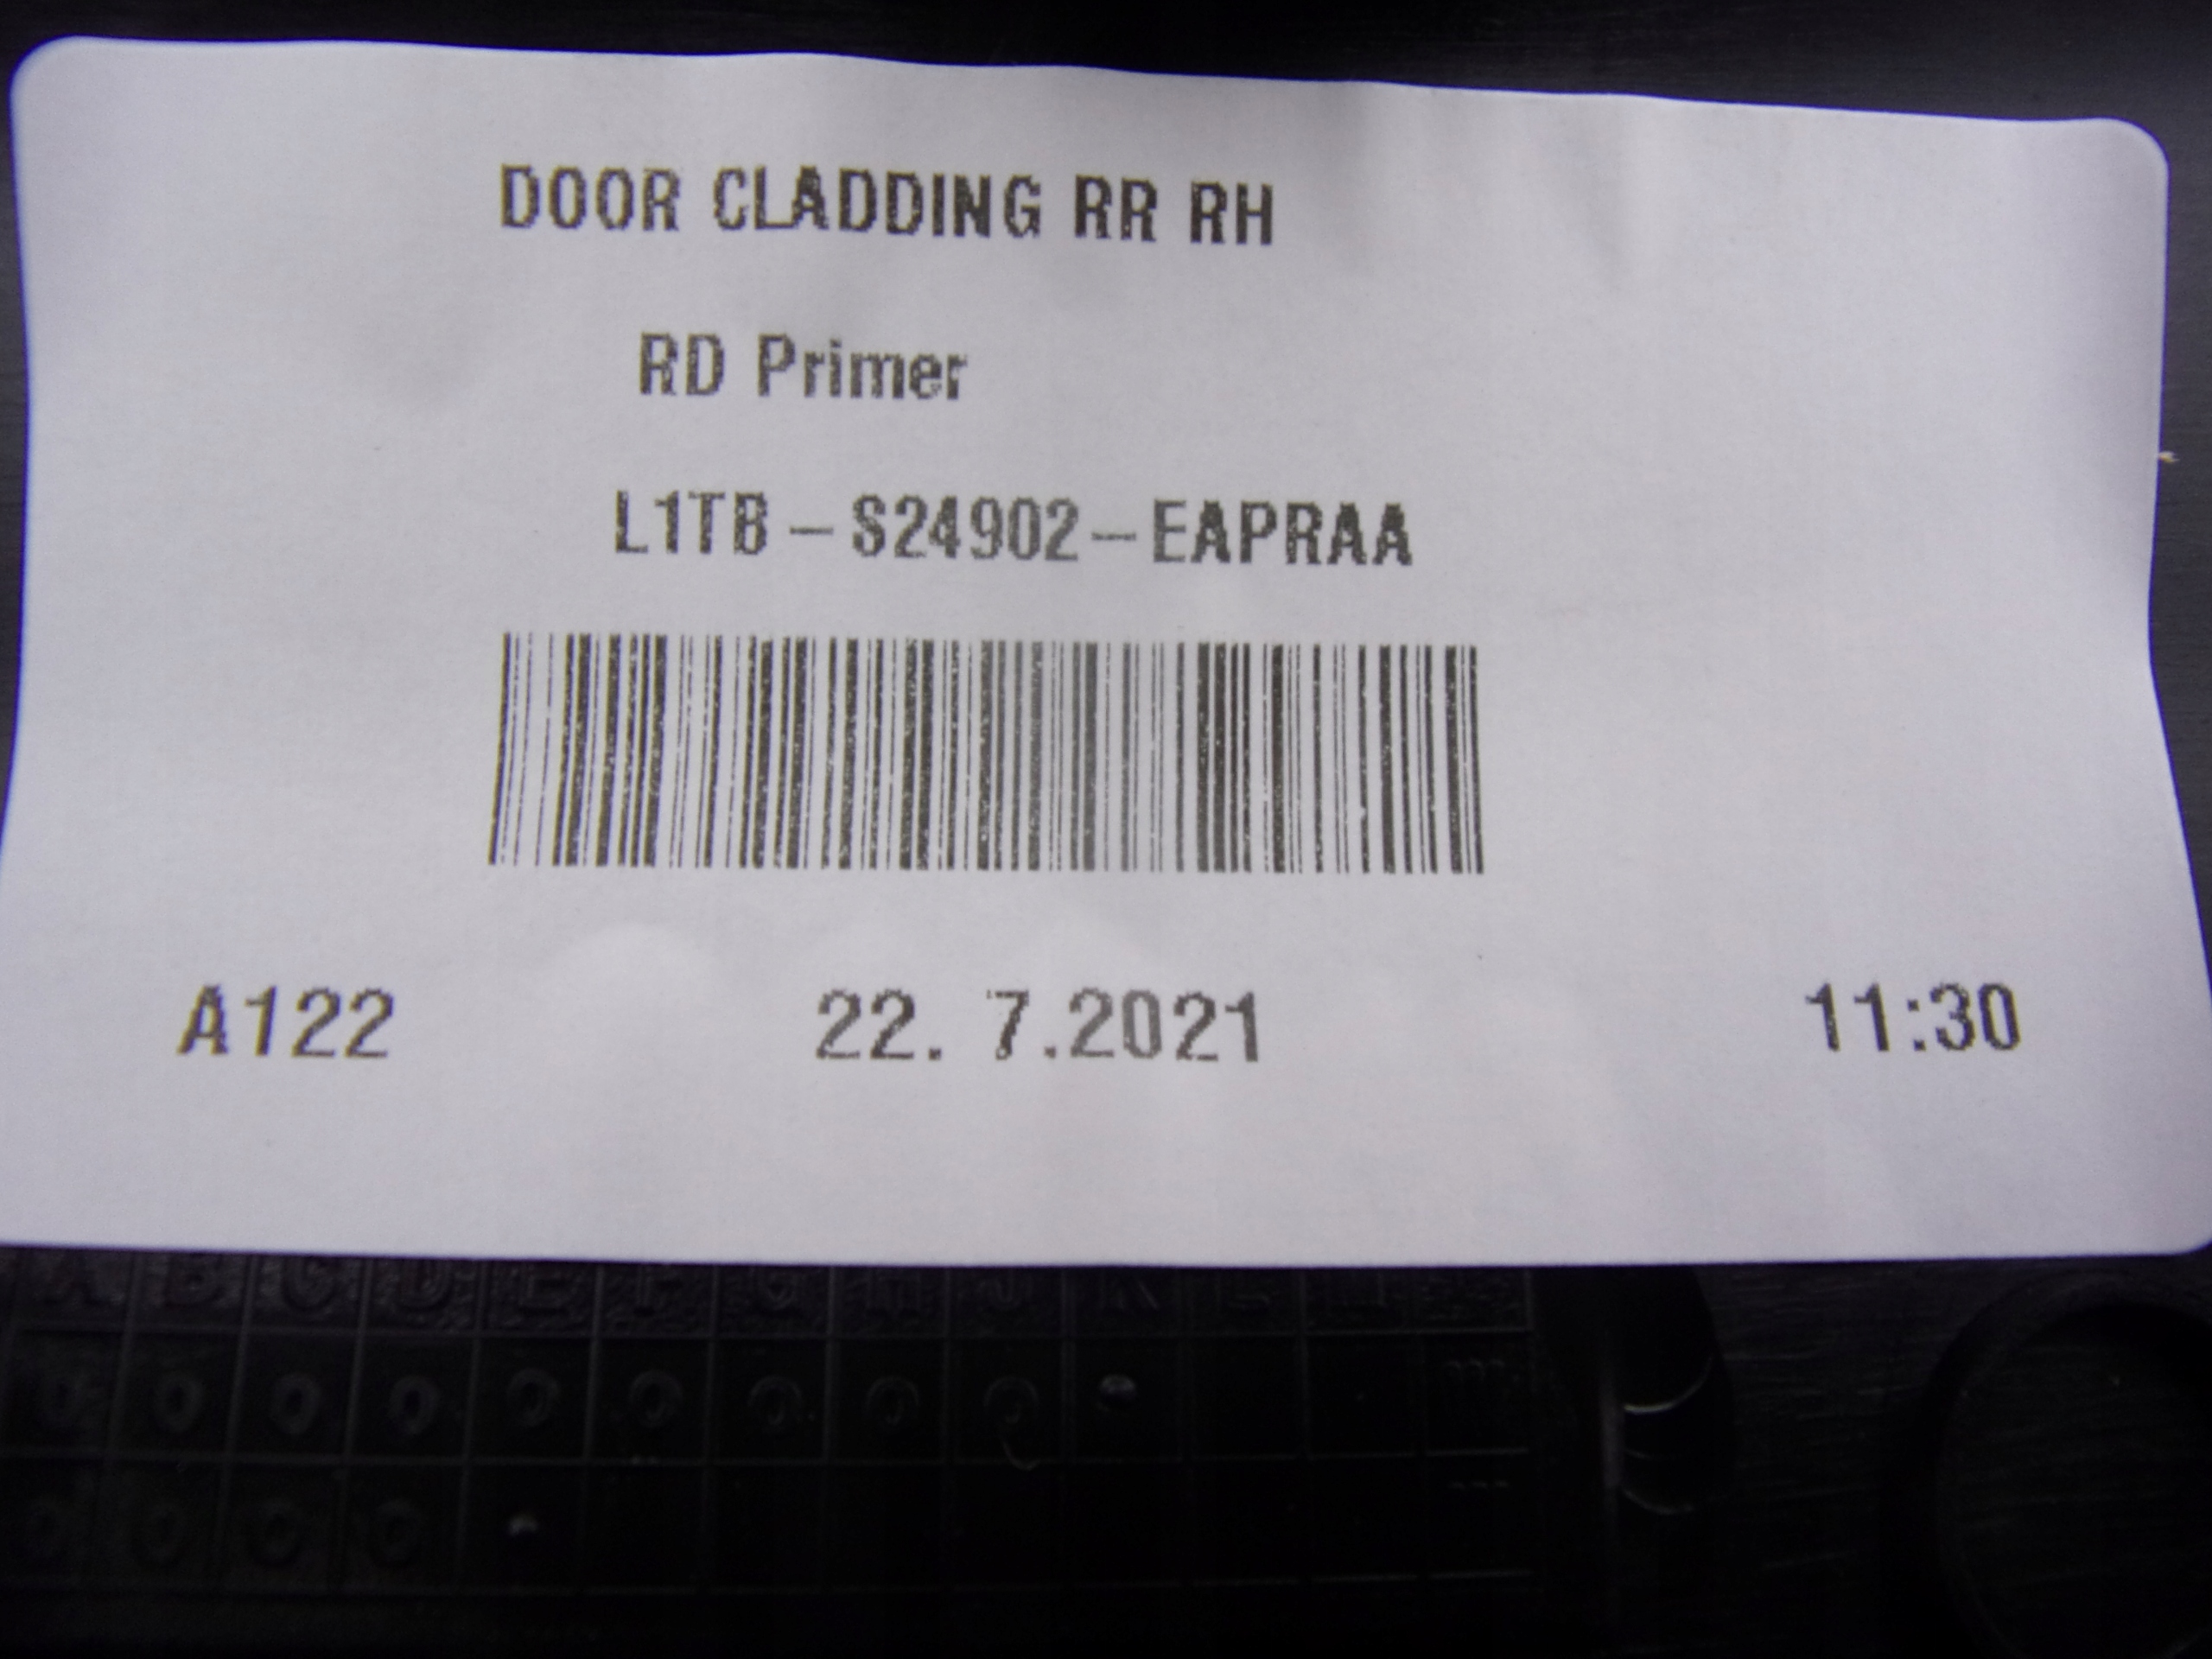 DOOR CLADDING RR RH
RD Primer
L1TB-S24902-EAPRAA
A122 22. 7.2021 11:30
A B C D E F G H J K L M
O O O O O O O O O
O O O O